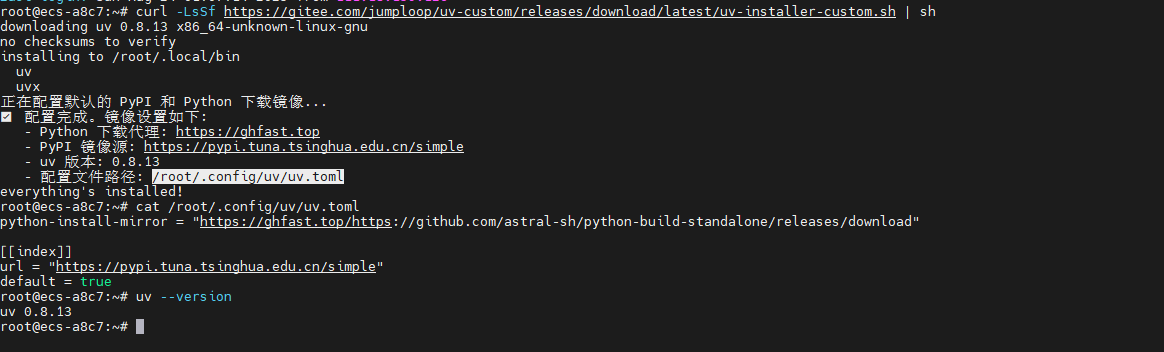 root@ecs-a8c7:~# curl -LsSf https://gitee.com/jumploop/uv-custom/releases/download/latest/uv-installer-custom.sh | sh
downloading uv 0.8.13 x86_64-unknown-linux-gnu
no checksums to verify
installing to /root/.local/bin
  uv
  uvx
正在配置默认的 PyPI 和 Python 下载镜像...
✅ 配置完成。镜像设置如下:
   - Python 下载代理: https://ghfast.top
   - PyPI 镜像源: https://pypi.tuna.tsinghua.edu.cn/simple
   - uv 版本: 0.8.13
   - 配置文件路径: /root/.config/uv/uv.toml
everything's installed!
root@ecs-a8c7:~# cat /root/.config/uv/uv.toml
python-install-mirror = "https://ghfast.top/https://github.com/astral-sh/python-build-standalone/releases/download"

[[index]]
url = "https://pypi.tuna.tsinghua.edu.cn/simple"
default = true
root@ecs-a8c7:~# uv --version
uv 0.8.13
root@ecs-a8c7:~#